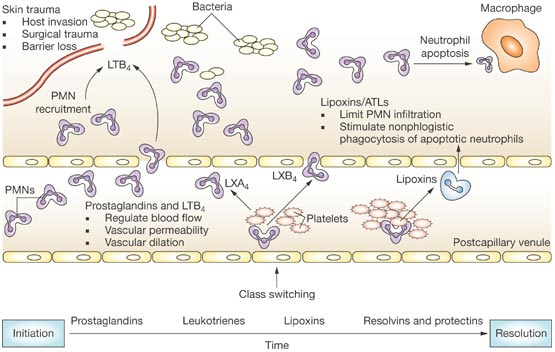 Skin trauma
▪ Host invasion
▪ Surgical trauma
▪ Barrier loss
Bacteria
Macrophage
LTB4
Neutrophil
apoptosis
PMN
recruitment
Lipoxins/ATLs
▪ Limit PMN infiltration
▪ Stimulate nonphlogistic
phagocytosis of apoptotic neutrophils
PMNs
LXA4
LXB4
Lipoxins
Prostaglandins and LTB4
▪ Regulate blood flow
▪ Vascular permeability
▪ Vascular dilation
Platelets
Postcapillary venule
Class switching
Initiation
Prostaglandins
Leukotrienes
Lipoxins
Resolvins and protectins
Resolution
Time